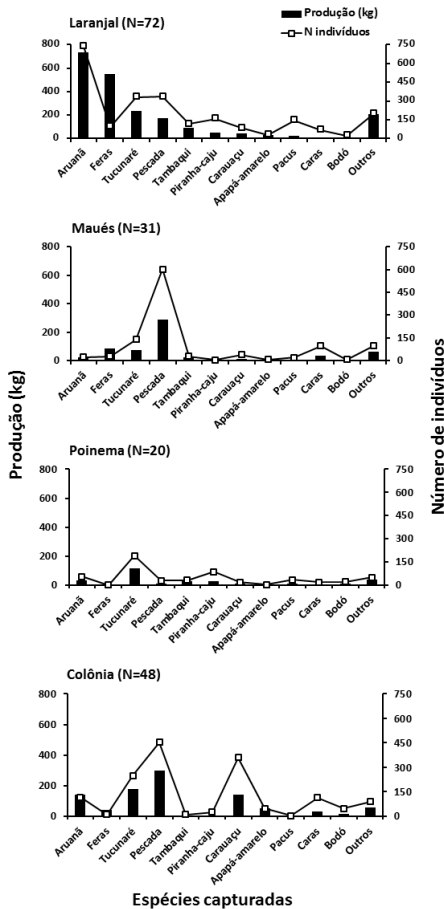 Produção (kg)
N indivíduos
Laranjal (N=72)
800
600
400
200
0
750
600
450
300
150
0
Aruanã
Feras
Tucunaré
Pescada
Tambaqui
Piranha-caju
Carauaçu
Apapá-amarelo
Pacus
Caras
Bodó
Outros
Maués (N=31)
800
600
400
200
0
750
600
450
300
150
0
Aruanã
Feras
Tucunaré
Pescada
Tambaqui
Piranha-caju
Carauaçu
Apapá-amarelo
Pacus
Caras
Bodó
Outros
Produção (kg)
Número de indivíduos
Poinema (N=20)
800
600
400
200
0
750
600
450
300
150
0
Aruanã
Feras
Tucunaré
Pescada
Tambaqui
Piranha-caju
Carauaçu
Apapá-amarelo
Pacus
Caras
Bodó
Outros
Colônia (N=48)
800
600
400
200
0
750
600
450
300
150
0
Aruanã
Feras
Tucunaré
Pescada
Tambaqui
Piranha-caju
Carauaçu
Apapá-amarelo
Pacus
Caras
Bodó
Outros
Espécies capturadas